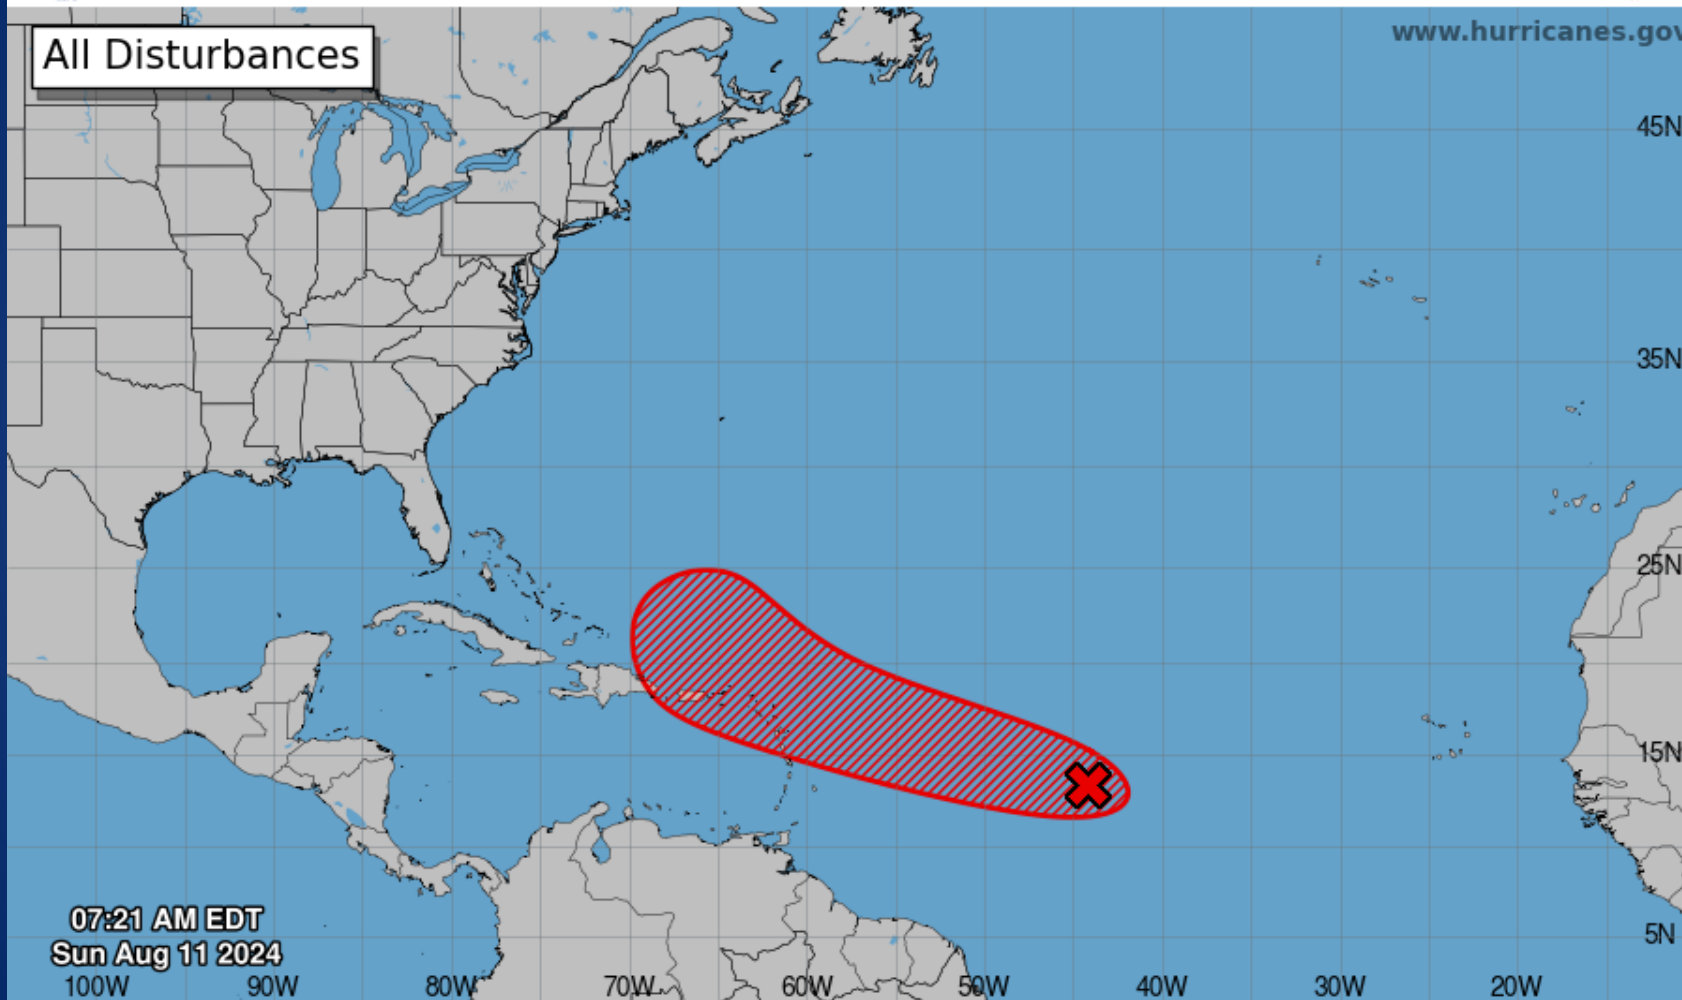 All Disturbances
www.hurricanes.gov
45N
35N
25N
15N
5N
07:21 AM EDT
Sun Aug 11 2024
100W 90W 80W 70W 60W 50W 40W 30W 20W